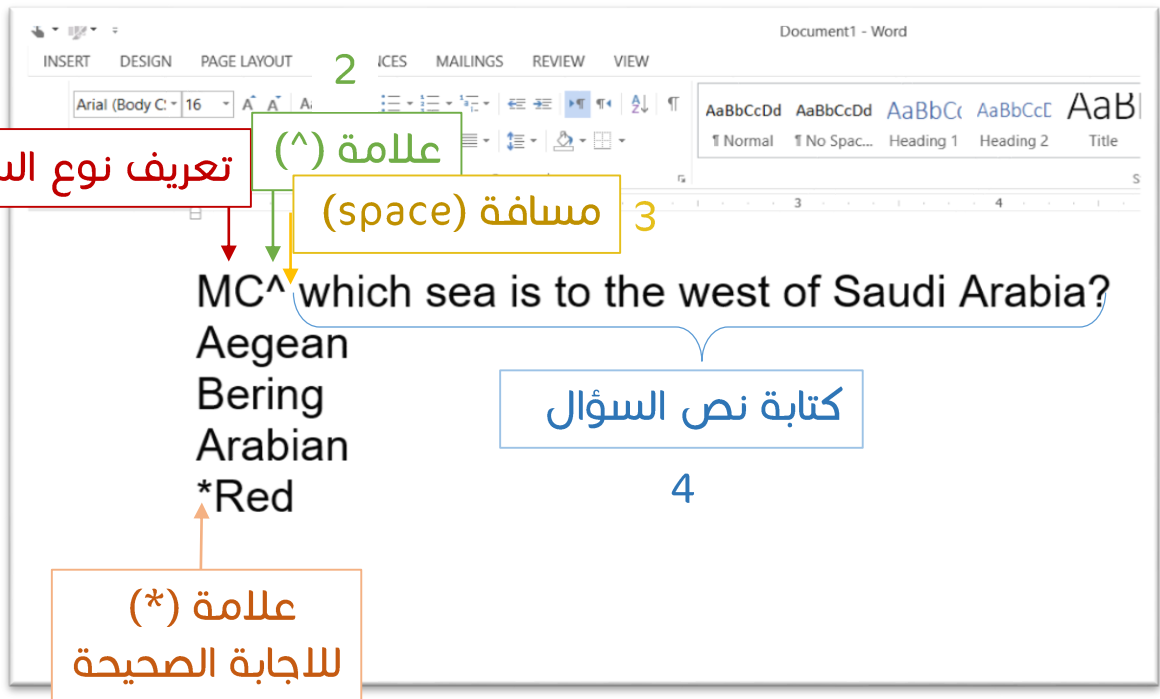 Document1 - Word
INSERT DESIGN PAGE LAYOUT MAILINGS REVIEW VIEW
2
Arial (Body 16
AaBbCcDd AaBbCcDd AaBbC AaBbCcD AaB
¶ Normal ¶ No Spac... Heading 1 Heading 2 Title
علامة (^)
تعريف نوع
مسافة (space)
3
3 4
MC^ which sea is to the west of Saudi Arabia?
Aegean
Bering
Arabian
*Red
كتابة نص السؤال
4
علامة (*)
للاجابة الصحيحة